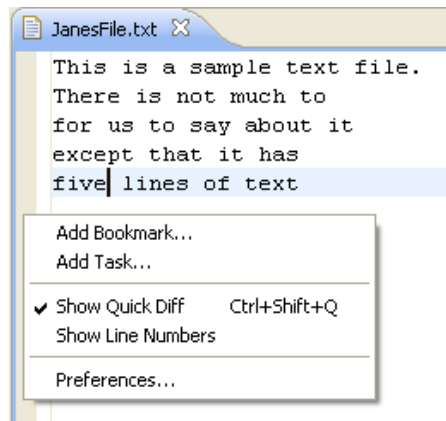 JanesFile.txt
This is a sample text file.
There is not much to
for us to say about it
except that it has
five lines of text
Add Bookmark...
Add Task...
Show Quick Diff Ctrl+Shift+Q
Show Line Numbers
Preferences...